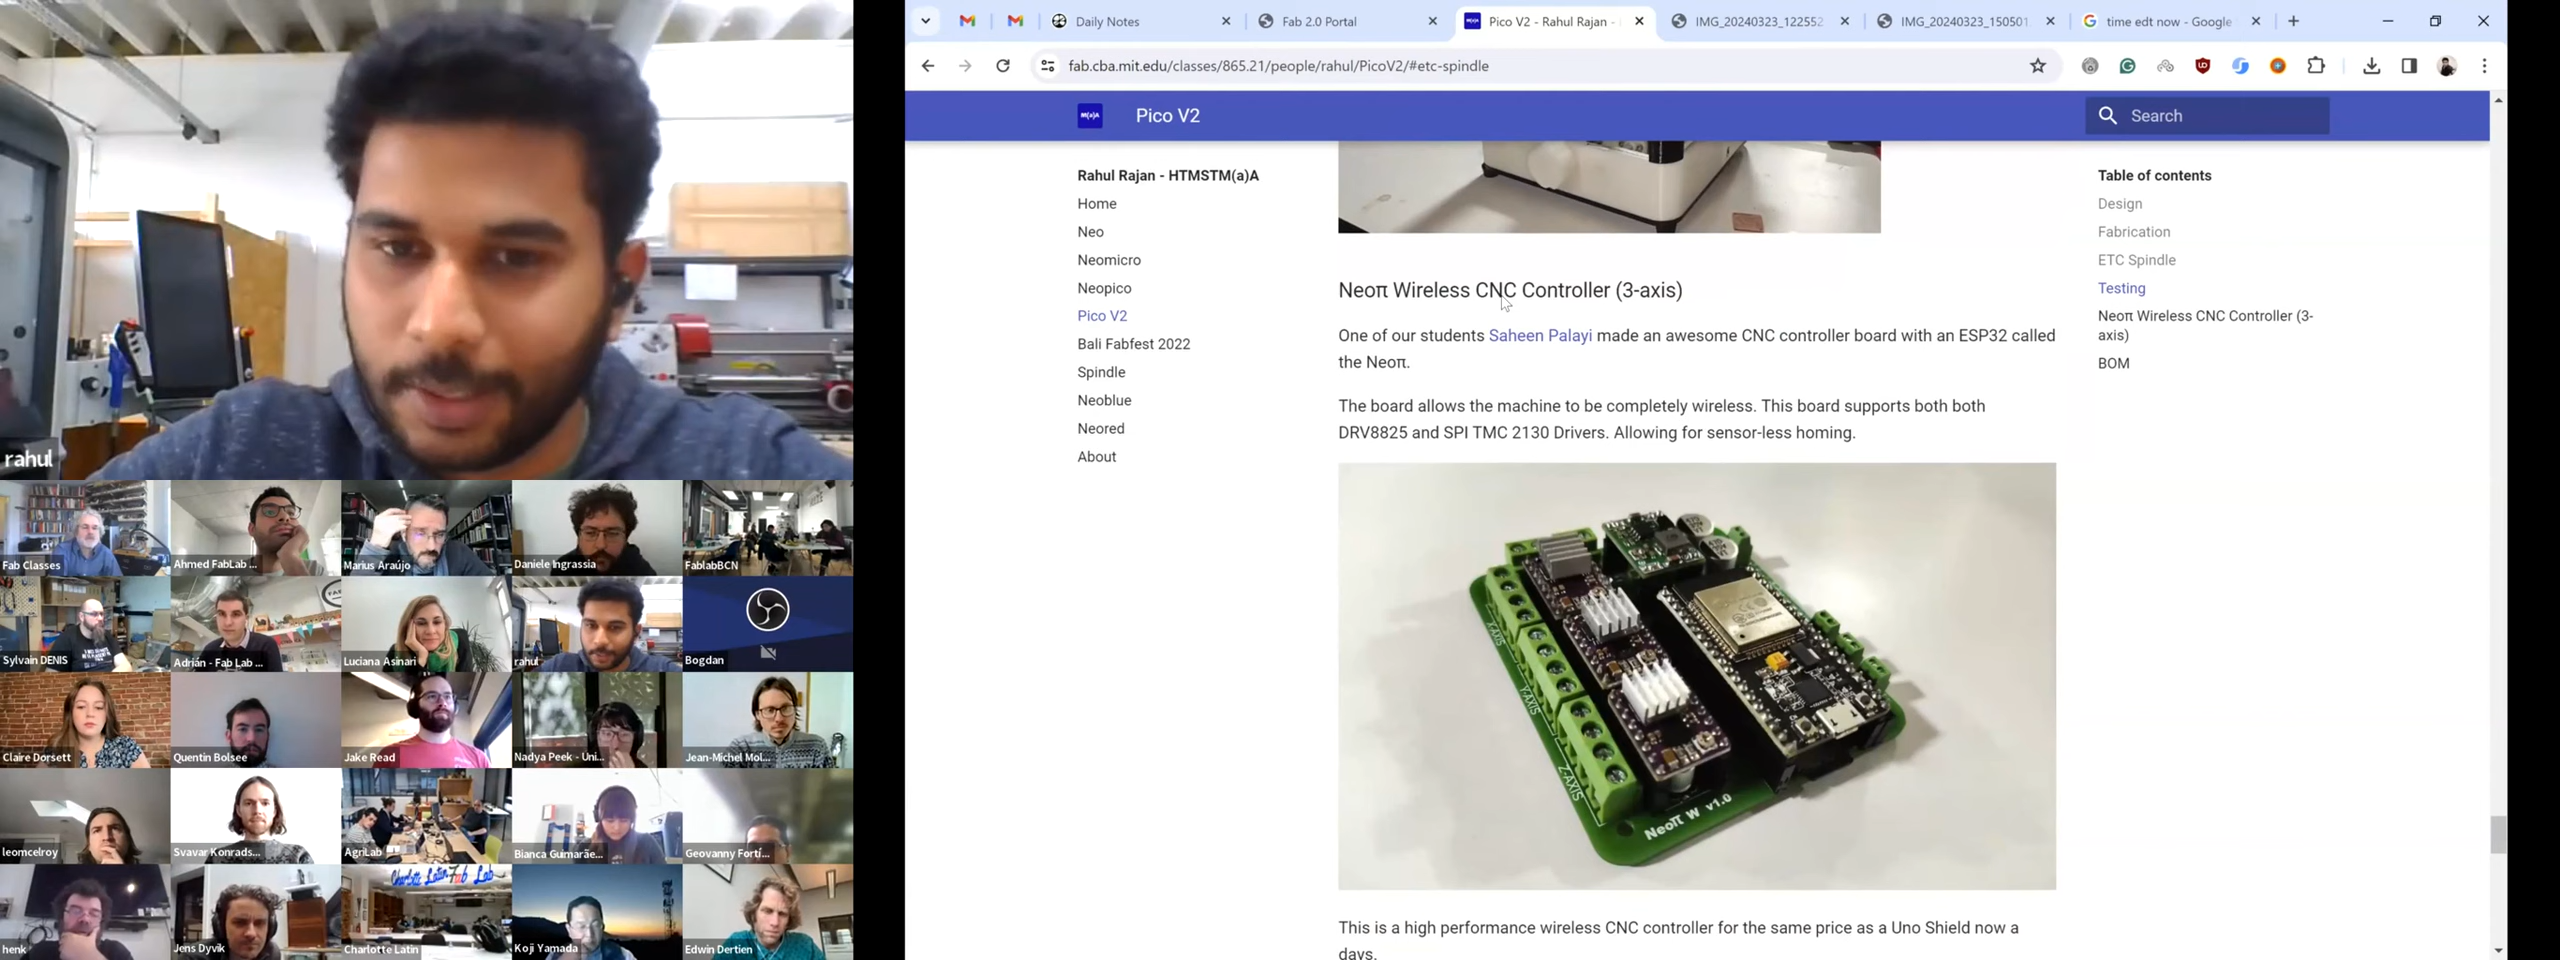 rahul
Fab Classes
Ahmed FabLab ...
Marius Araújo
Daniele Ingrassia
FablabBCN
Sylvain DENIS
Adrián - Fab Lab ...
Luciana Asinari
rahul
Bogdan
Claire Dorsett
Quentin Bolsee
Jake Read
Nadya Peek - Uni...
Jean-Michel Mol...
leomcelroy
Svavar Konrads...
AgriLab
Bianca Guimarãe...
Geovanny Fortí...
henk
Jens Dyvik
Charlotte Latin Fab Lab
Charlotte Latin
Koji Yamada
Edwin Dertien
Daily Notes
Fab 2.0 Portal
Pico V2 - Rahul Rajan -
IMG_20240323_122552
IMG_20240323_150501
time edt now - Google
fab.cba.mit.edu/classes/865.21/people/rahul/PicoV2/#etc-spindle
M(a)A
Pico V2
Search
Rahul Rajan - HTMSTM(a)A
Home
Neo
Neomicro
Neopico
Pico V2
Bali Fabfest 2022
Spindle
Neoblue
Neored
About
Neoπ Wireless CNC Controller (3-axis)
One of our students Saheen Palayi made an awesome CNC controller board with an ESP32 called
the Neoπ.
The board allows the machine to be completely wireless. This board supports both both
DRV8825 and SPI TMC 2130 Drivers. Allowing for sensor-less homing.
X-AXIS
Y-AXIS
Z-AXIS
Neoπ W v1.0
This is a high performance wireless CNC controller for the same price as a Uno Shield now a
days.
Table of contents
Design
Fabrication
ETC Spindle
Testing
Neoπ Wireless CNC Controller (3-
axis)
BOM